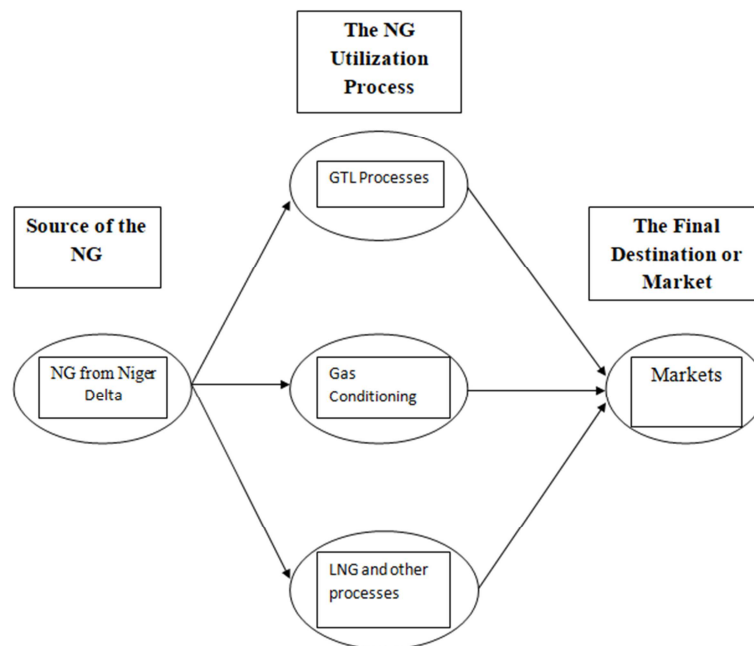 The NG
Utilization
Process
GTL Processes
Source of the
NG
The Final
Destination or
Market
NG from Niger
Delta
Gas
Conditioning
Markets
LNG and other
processes